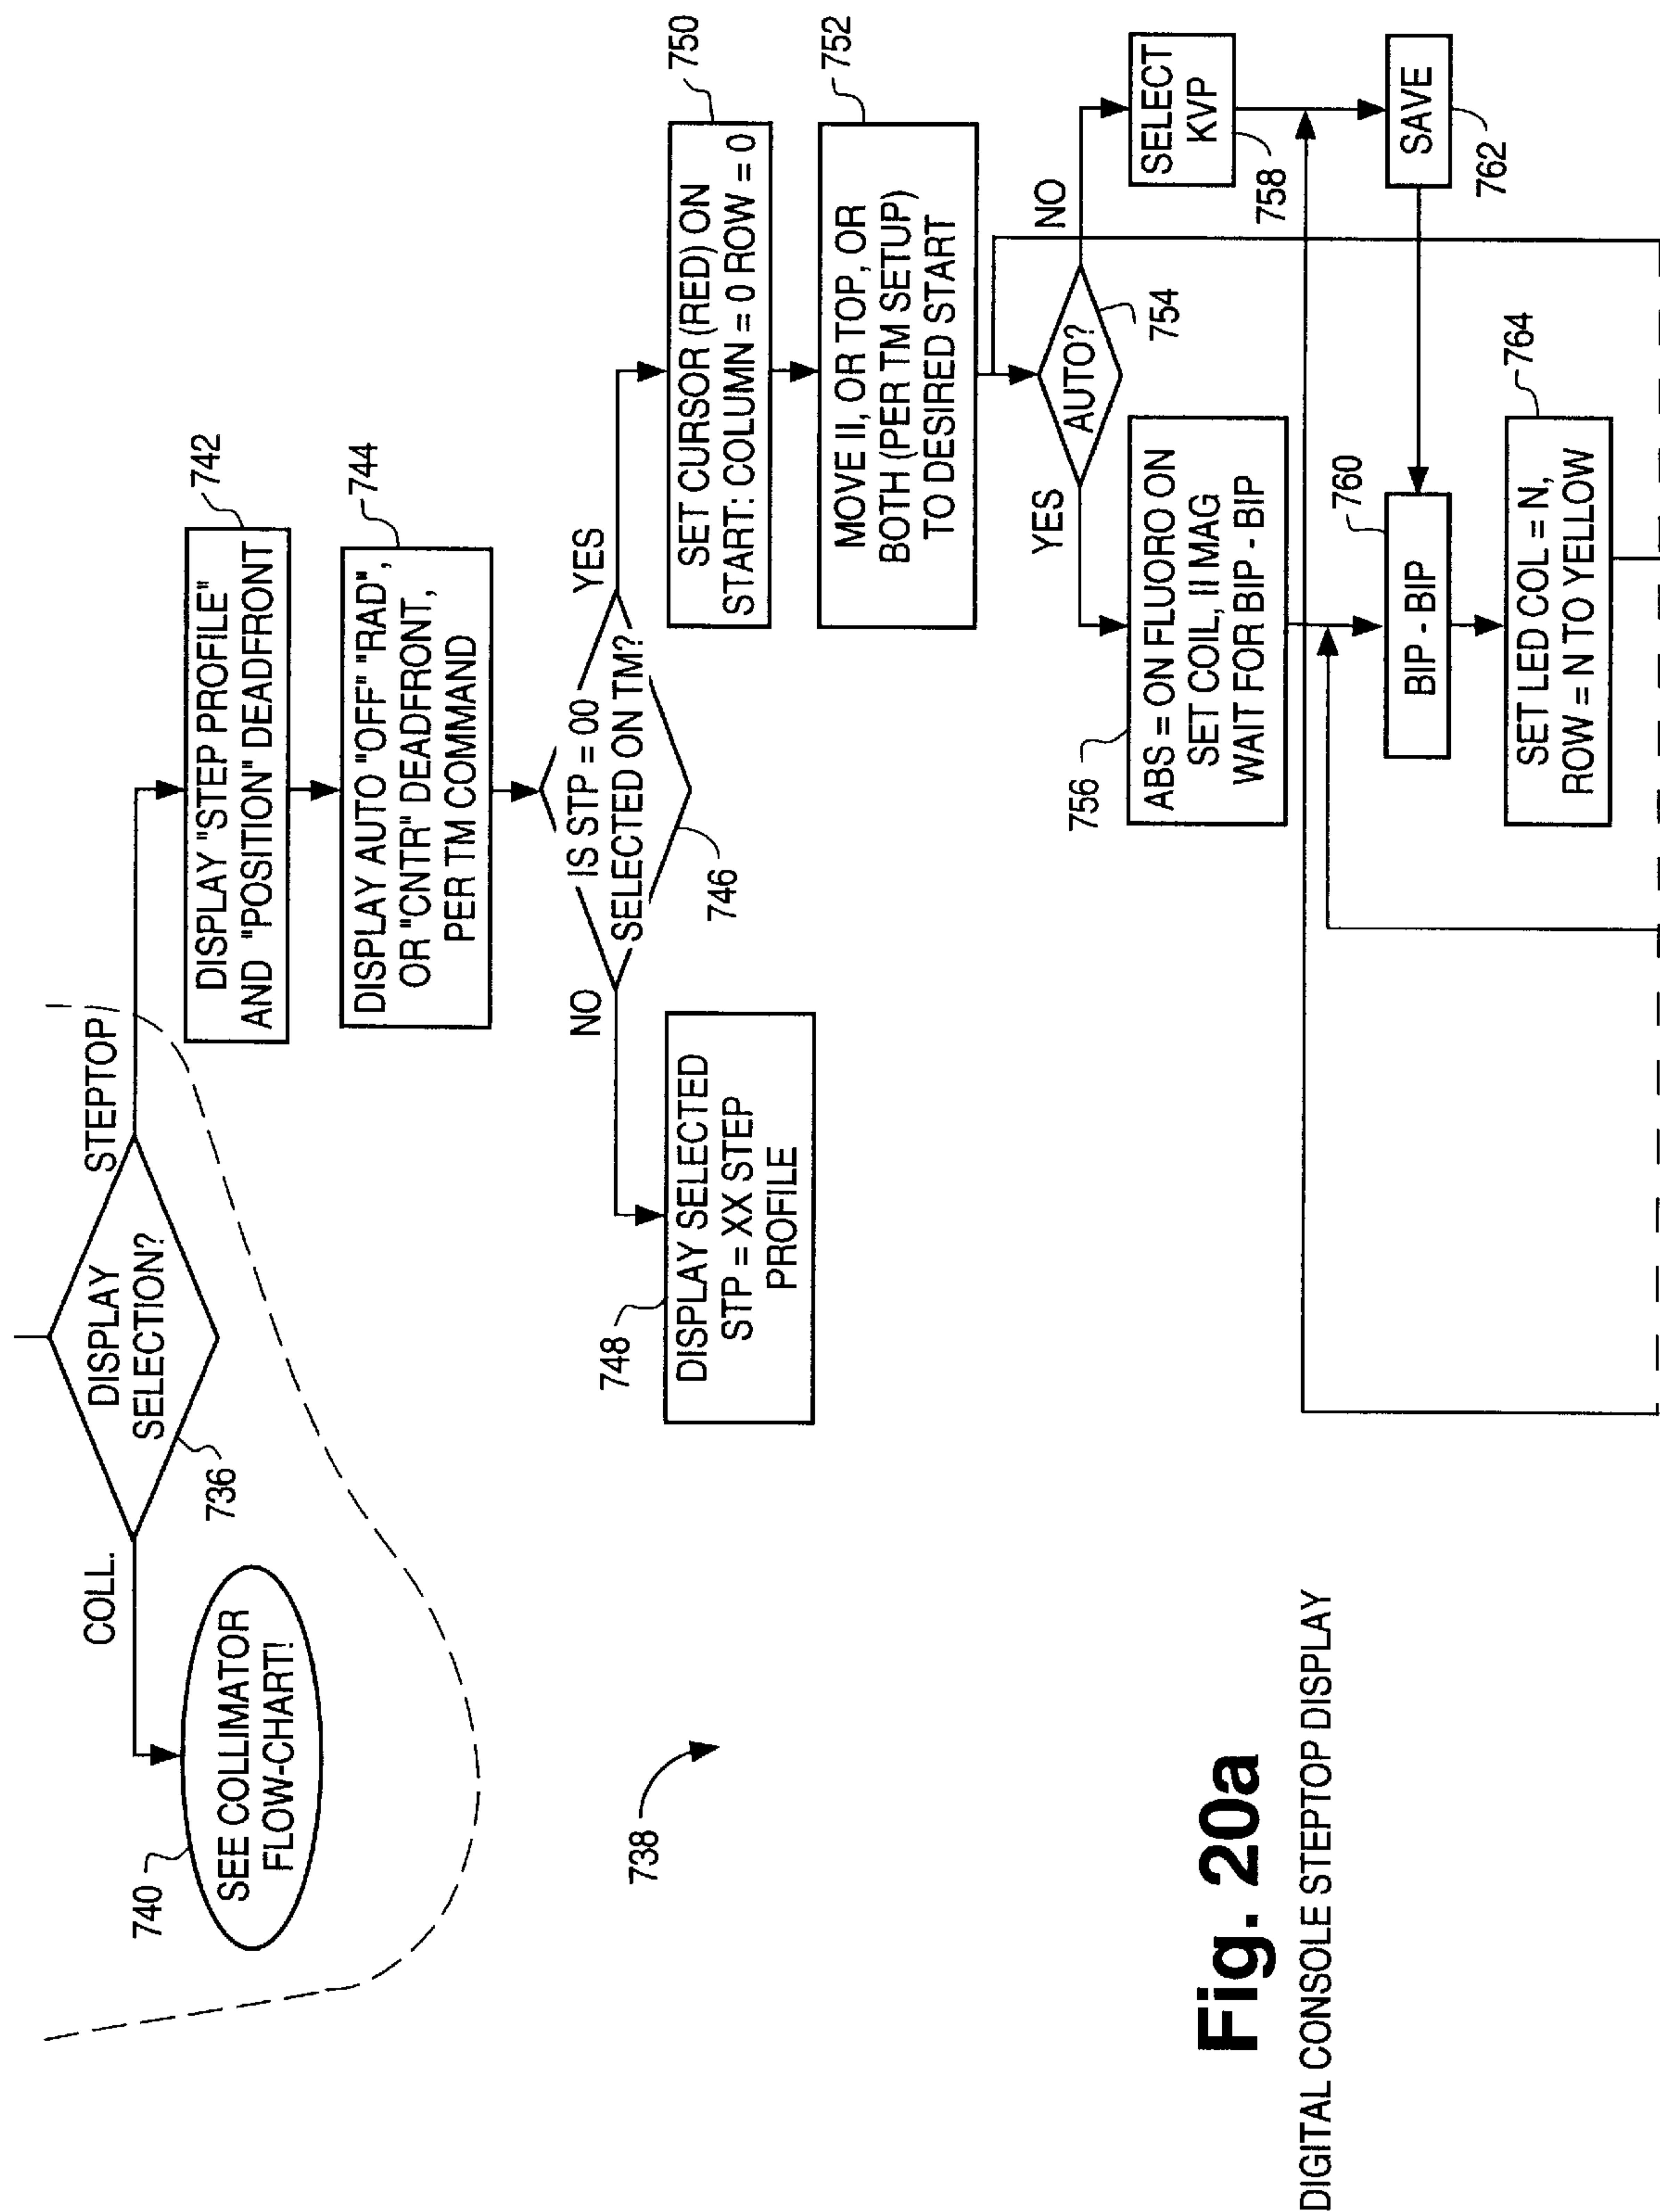 DISPLAY
SELECTION?
736
COLL.
STEPTOP
740
SEE COLLIMATOR
FLOW-CHART!
742
DISPLAY "STEP PROFILE"
AND "POSITION" DEADFRONT
744
DISPLAY AUTO "OFF" "RAD",
OR "CNTR" DEADFRONT,
PER TM COMMAND
IS STP = 00
SELECTED ON TM?
746
NO
YES
748
DISPLAY SELECTED
STP = XX STEP
PROFILE
750
SET CURSOR (RED) ON
START: COLUMN = 0 ROW = 0
752
MOVE II, OR TOP, OR
BOTH (PER TM SETUP)
TO DESIRED START
738
AUTO?
754
YES
NO
756
ABS = ON FLUORO ON
SET COIL, II MAG
WAIT FOR BIP - BIP
SELECT
KVP
758
760
BIP - BIP
SAVE
762
764
SET LED COL = N,
ROW = N TO YELLOW
Fig. 20a
DIGITAL CONSOLE STEPTOP DISPLAY